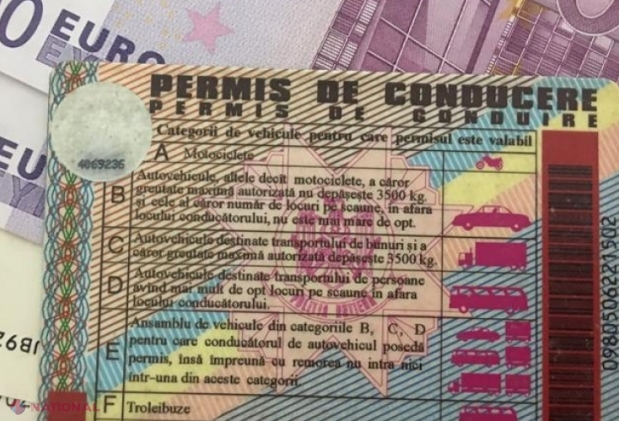 0 EURO
EU
PERMIS DE CONDUCERE
PERMIS DE CONDUIRE
Categorii de vehicule pentru care permisul este valabil
4069236
A Motociclete
B Autovehicule, altele decît motociclete, a căror
greutate maximă autorizată nu depăşeşte 3500 kg.
şi cele al căror număr de locuri pe scaune, în afara
locului conducătorului, nu este mai mare de opt.
C Autovehicule destinate transportului de bunuri şi a
căror greutate maximă autorizată depăşeşte 3500 kg.
D Autovehicule destinate transportului de persoane
avînd mai mult de opt locuri pe scaune în afara
locului conducătorului.
E Ansamblu de vehicule din categoriile B, C, D
pentru care conducătorul de autovehicul posedă
permis, însă împreună cu remorea nu intră nici
într-una din aceste categorii.
F Troleibuze
0980506221502
NATIONAL